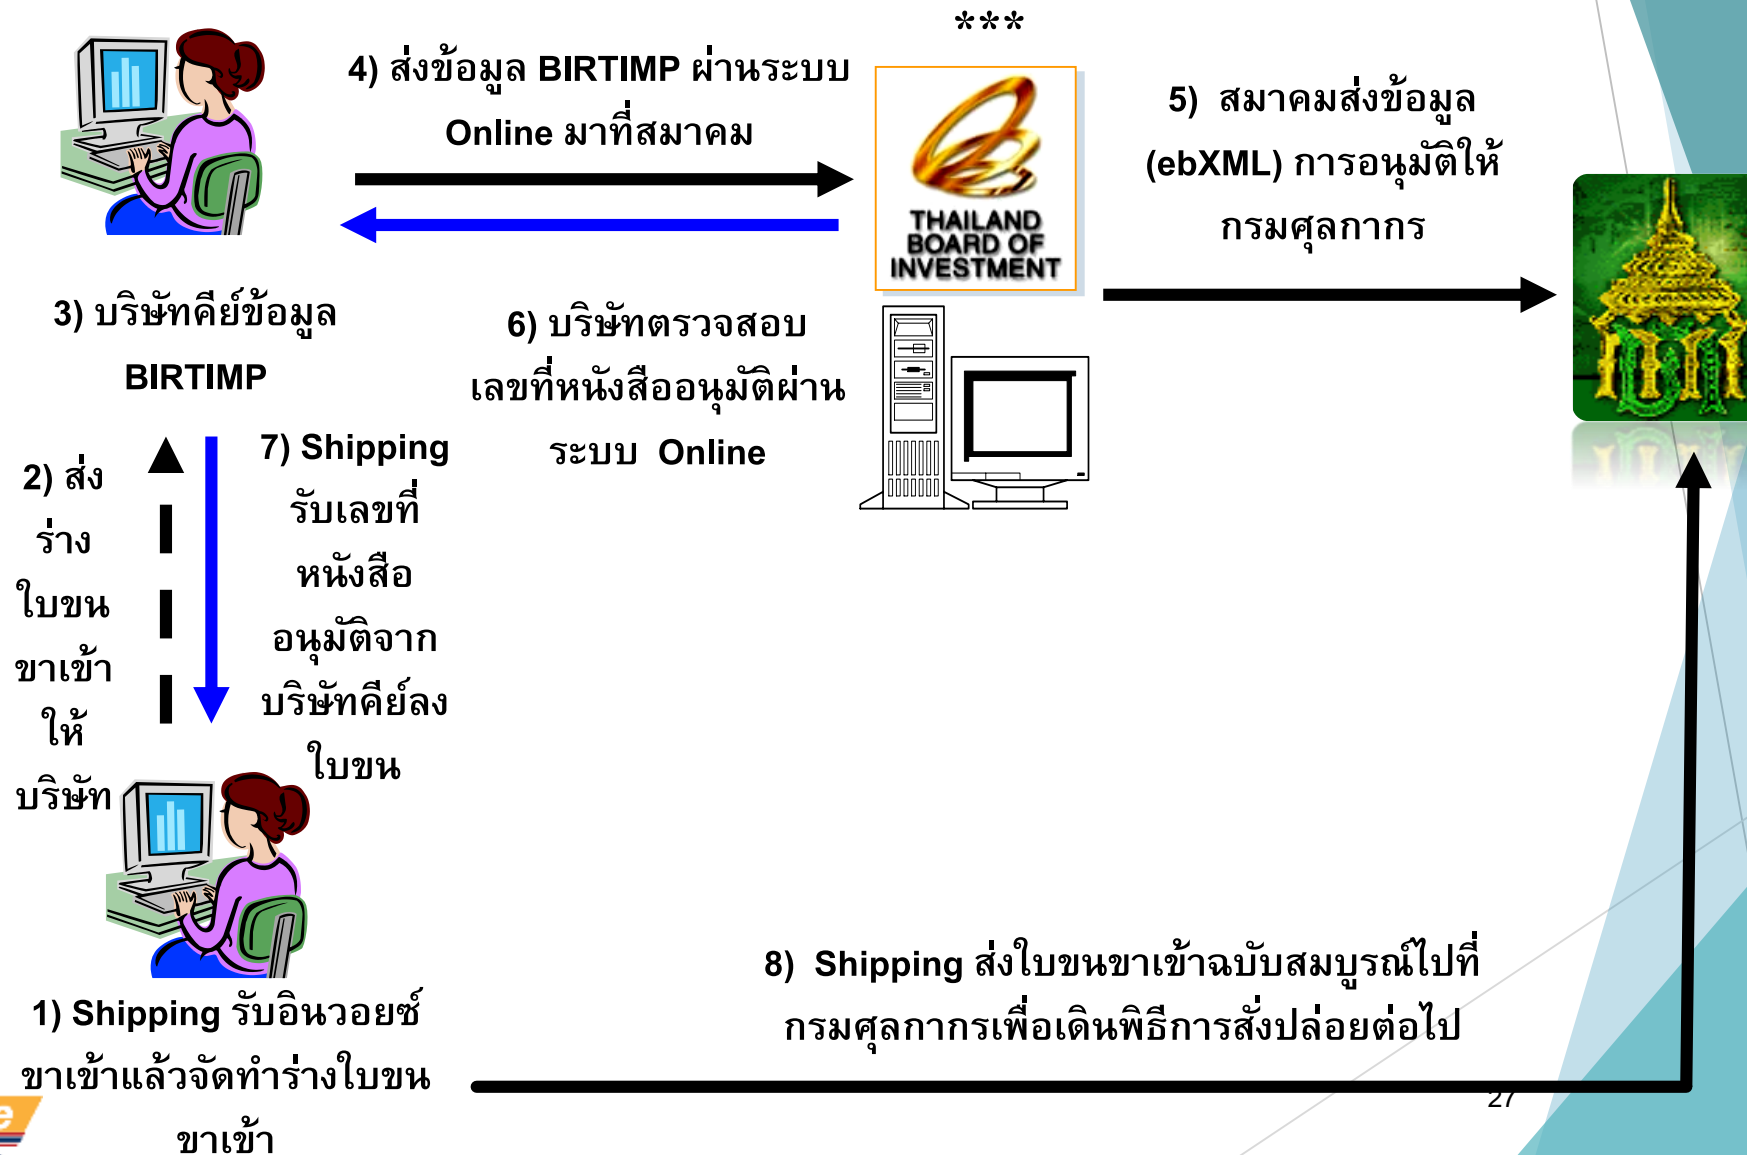 ***
4) ส่งข้อมูล BIRTIMP ผ่านระบบ
Online มาที่สมาคม
THAILAND
BOARD OF
INVESTMENT
5) สมาคมส่งข้อมูล
(ebXML) การอนุมัติให้
กรมศุลกากร
3) บริษัทคีย์ข้อมูล
BIRTIMP
6) บริษัทตรวจสอบ
เลขที่หนังสืออนุมัติผ่าน
ระบบ Online
2) ส่ง
ร่าง
ใบขน
ขาเข้า
ให้
บริษัท
7) Shipping
รับเลขที่
หนังสือ
อนุมัติจาก
บริษัทคีย์ลง
ใบขน
1) Shipping รับอินวอยซ์
ขาเข้าแล้วจัดทำร่างใบขน
ขาเข้า
8) Shipping ส่งใบขนขาเข้าฉบับสมบูรณ์ไปที่
กรมศุลกากรเพื่อเดินพิธีการสั่งปล่อยต่อไป
27